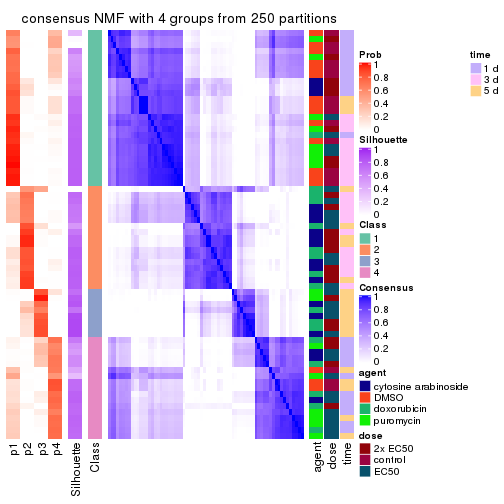 consensus NMF with 4 groups from 250 partitions
Prob
1
0.8
0.6
0.4
0.2
0
Silhouette
1
0.8
0.6
0.4
0.2
0
Class
1
2
3
4
Consensus
1
0.8
0.6
0.4
0.2
0
agent
cytosine arabinoside
DMSO
doxorubicin
puromycin
dose
2x EC50
control
EC50
time
1 d
3 d
5 d
p1
p2
p3
p4
Silhouette
Class
agent
dose
time